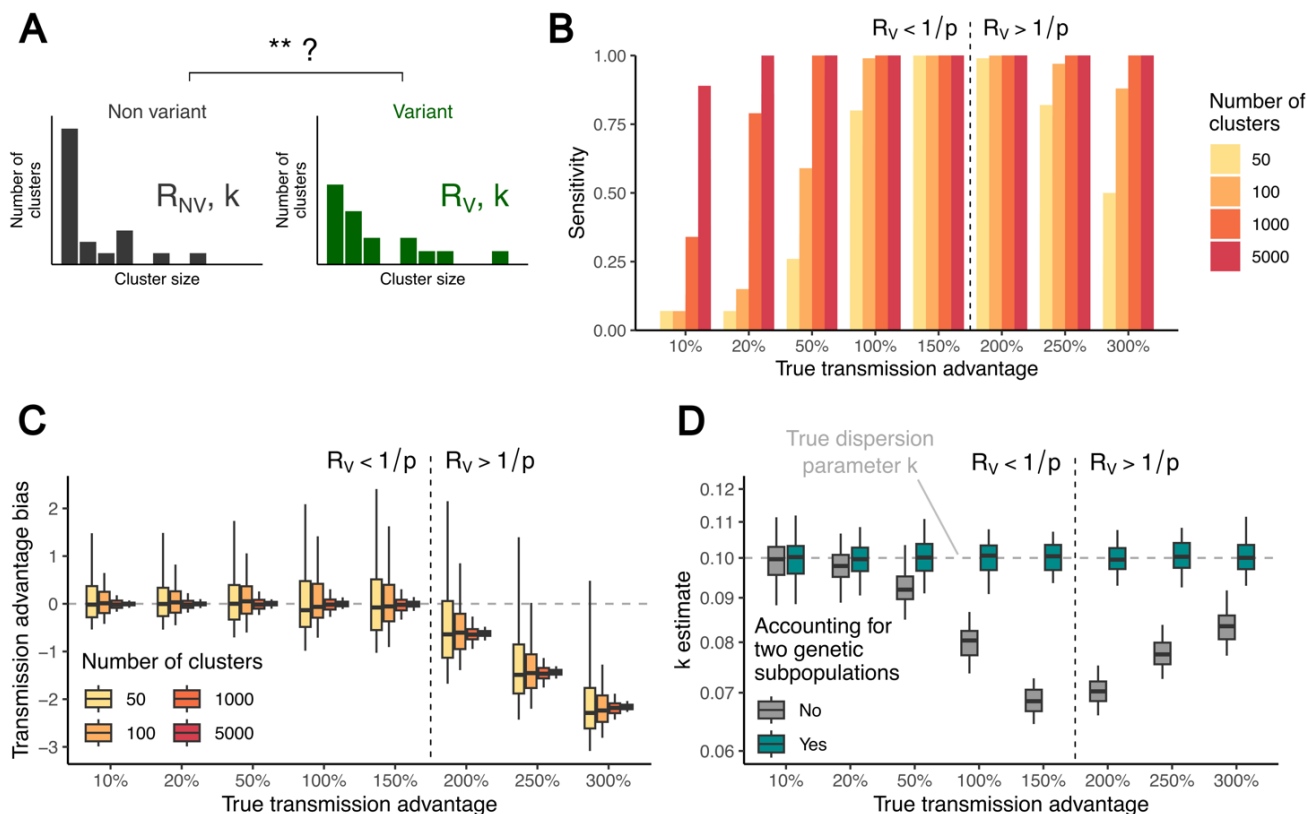 A
** ?
Non variant
Variant
Number of
clusters
R_NV, k
Cluster size
Number of
clusters
R_V, k
Cluster size
B
R_V < 1/p
R_V > 1/p
1.00
0.75
0.50
0.25
0.00
Sensitivity
10%
20%
50%
100%
150%
200%
250%
300%
True transmission advantage
Number of
clusters
50
100
1000
5000
C
R_V < 1/p
R_V > 1/p
2
1
0
−1
−2
−3
Transmission advantage bias
Number of clusters
50
1000
100
5000
10%
20%
50%
100%
150%
200%
250%
300%
True transmission advantage
D
True dispersion
parameter k
R_V < 1/p
R_V > 1/p
0.12
0.11
0.10
0.09
0.08
0.07
0.06
k estimate
Accounting for
two genetic
subpopulations
No
Yes
10%
20%
50%
100%
150%
200%
250%
300%
True transmission advantage